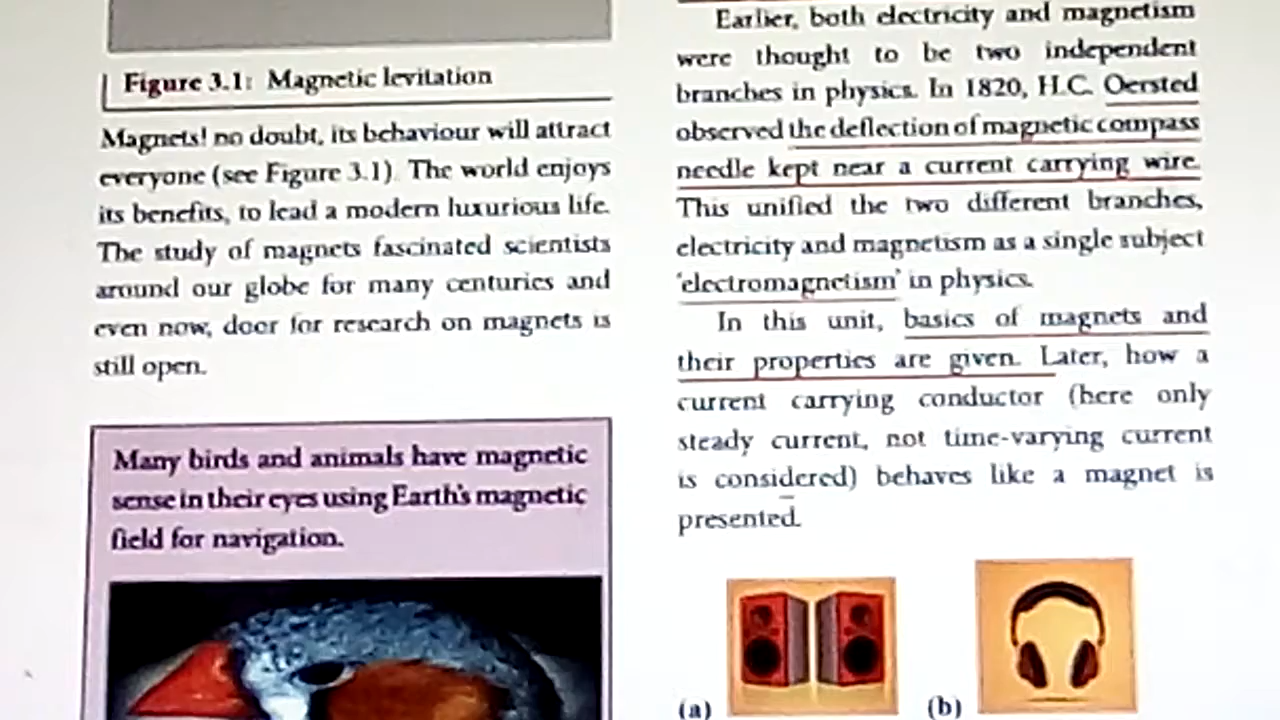 Figure 3.1: Magnetic levitation
Magnets! no doubt, its behaviour will attract
everyone (see Figure 3.1). The world enjoys
its benefits, to lead a modern luxurious life.
The study of magnets fascinated scientists
around our globe for many centuries and
even now, door for research on magnets is
still open.
Many birds and animals have magnetic
sense in their eyes using Earth's magnetic
field for navigation.
Earlier, both electricity and magnetism
were thought to be two independent
branches in physics. In 1820, H.C. Oersted
observed the deflection of magnetic compass
needle kept near a current carrying wire.
This unified the two different branches,
electricity and magnetism as a single subject
'electromagnetism' in physics.
In this unit, basics of magnets and
their properties are given. Later, how a
current carrying conductor (here only
steady current, not time-varying current
is considered) behaves like a magnet is
presented.
(a) (b)